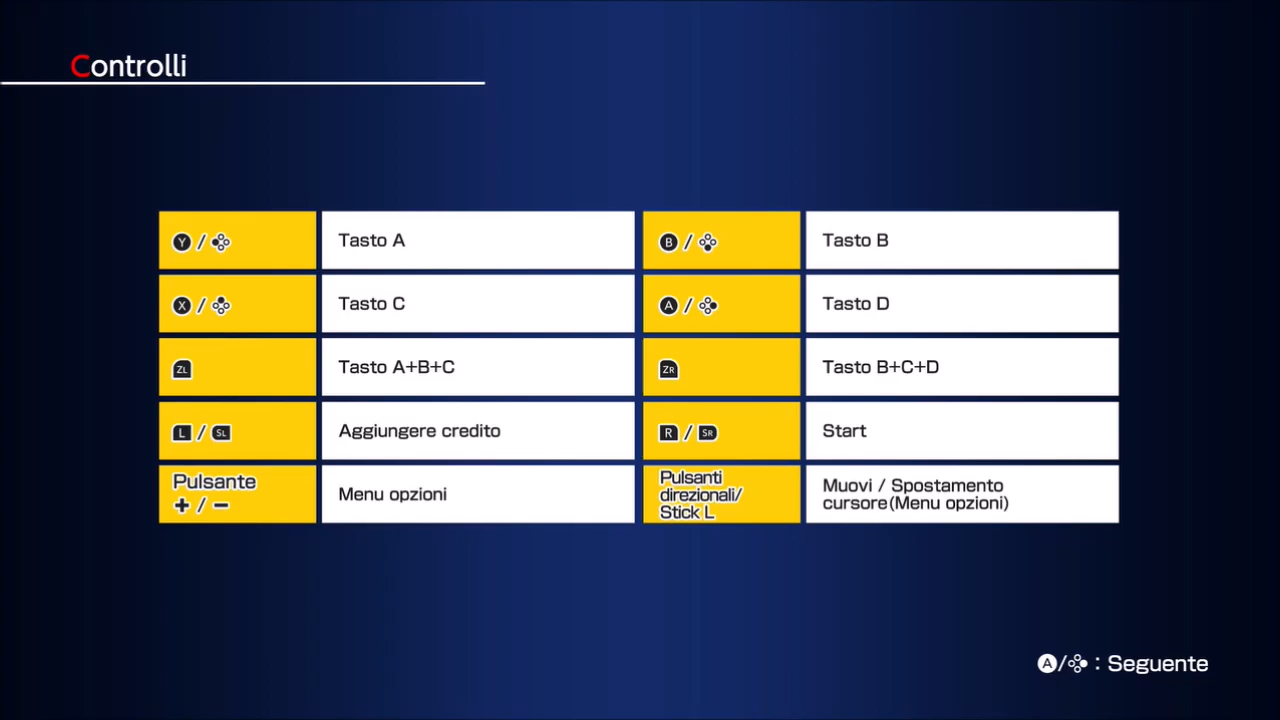 Controlli
Y / Tasto A
B / Tasto B
X / Tasto C
A / Tasto D
ZL Tasto A+B+C
ZR Tasto B+C+D
L / SL Aggiungere credito
R / SR Start
Pulsante
+ / −
Menu opzioni
Pulsanti
direzionali/
Stick L
Muovi / Spostamento
cursore(Menu opzioni)
A/ : Seguente